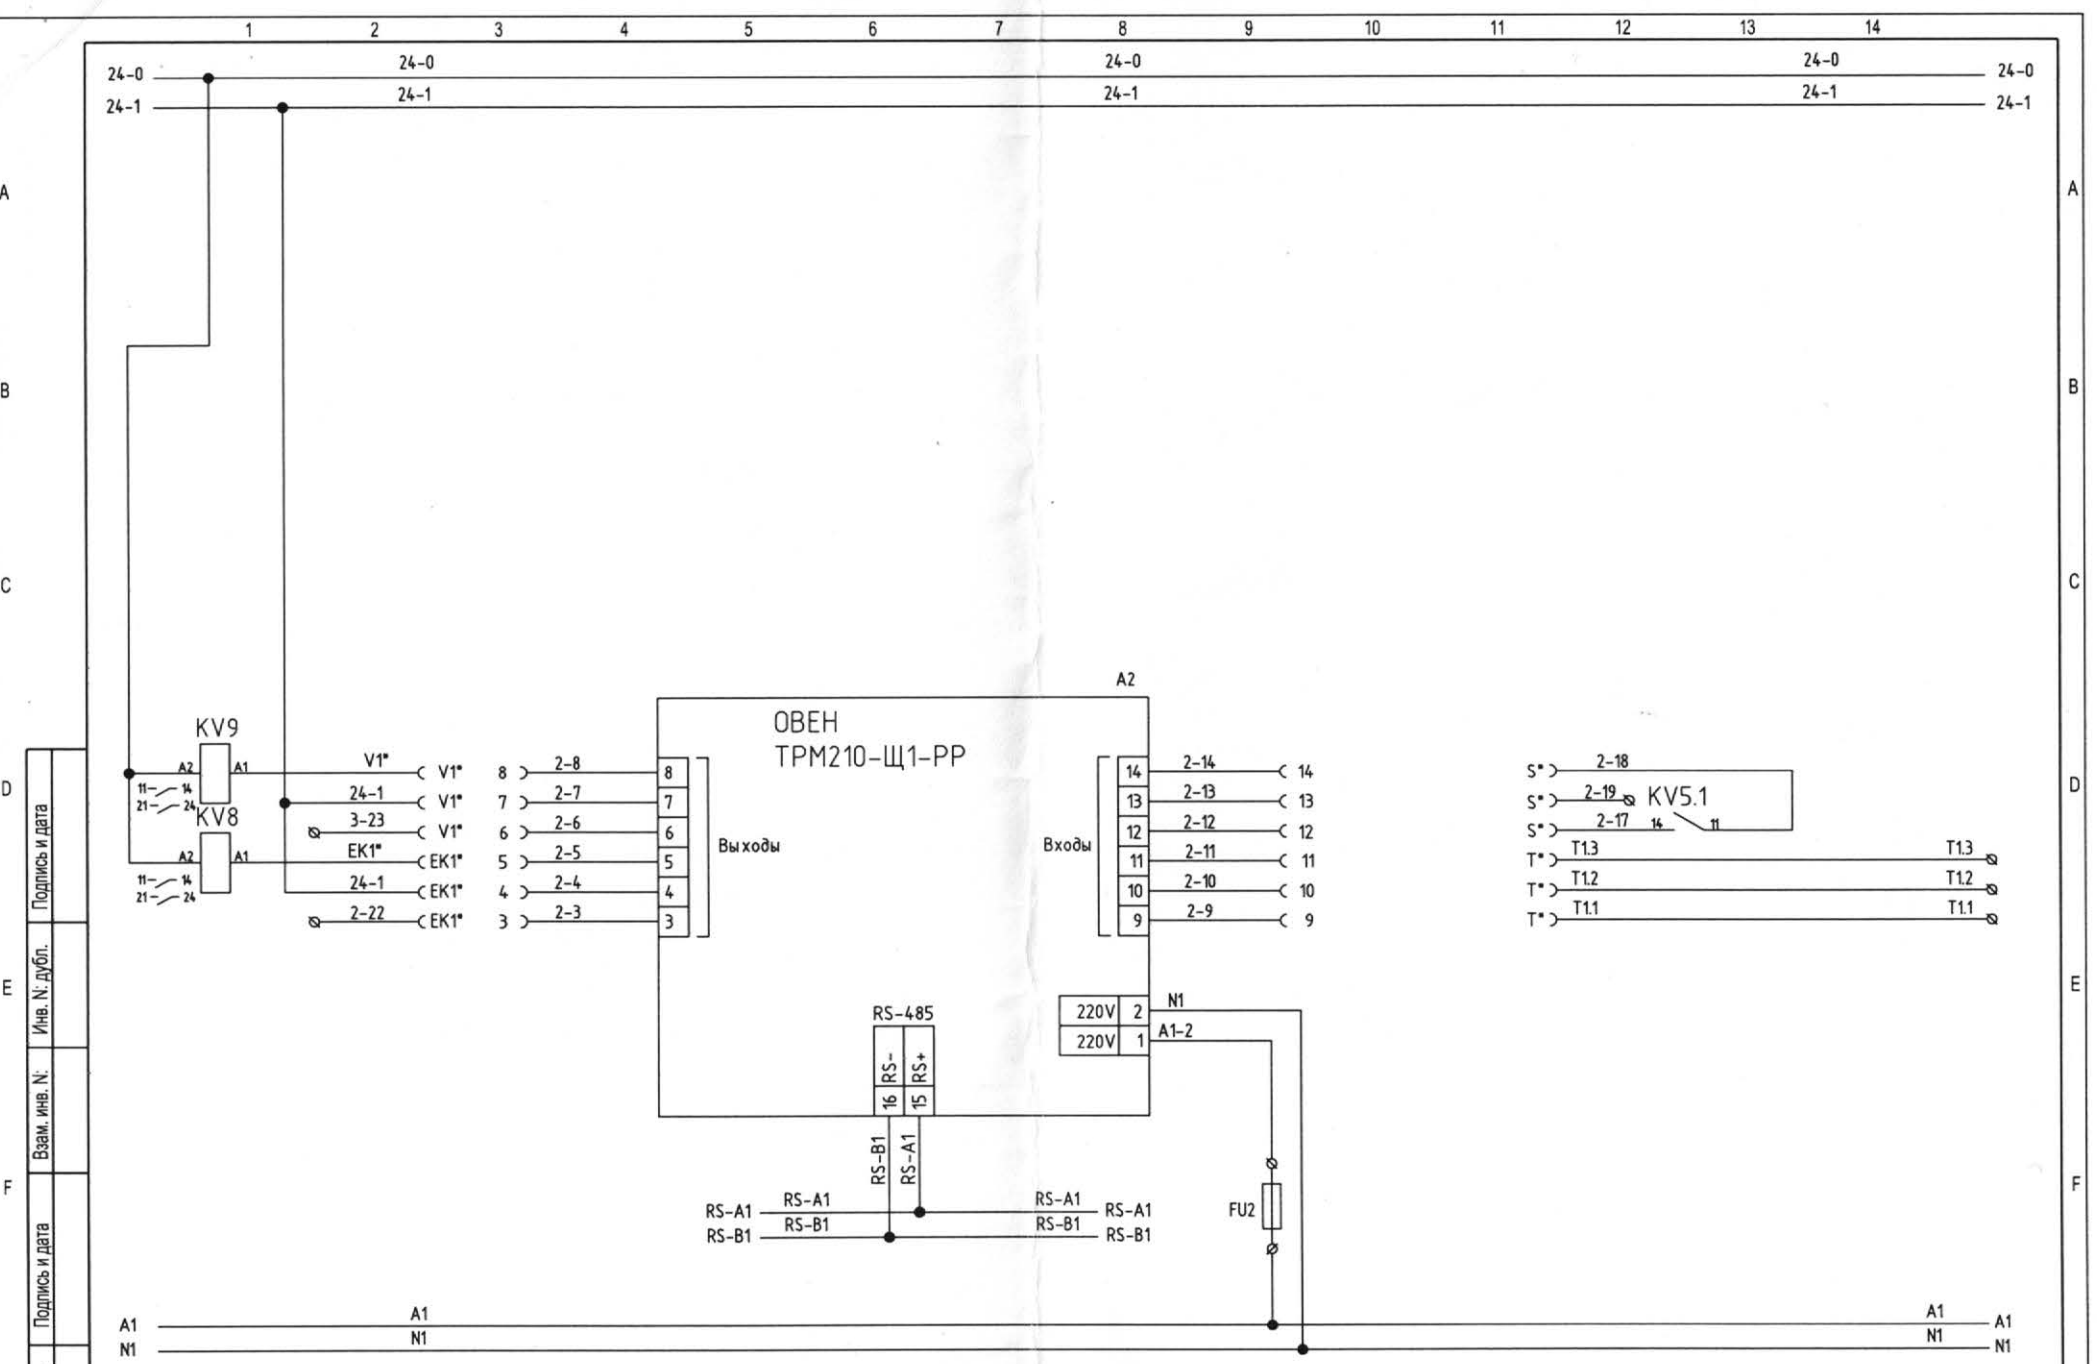 1 2 3 4 5 6 7 8 9 10 11 12 13 14
24-0 24-0 24-0 24-0 24-0
24-1 24-1 24-1 24-1 24-1
A A
B B
C C
A2
ОВЕН
ТРМ210-Щ1-РР
KV9
A2 A1 V1* V1* 8 2-8 8
11 14
21 24
24-1 V1* 7 2-7 7
KV8
3-23 V1* 6 2-6 6
A2 A1 EK1* EK1* 5 2-5 5
11 14
21 24
24-1 EK1* 4 2-4 4
2-22 EK1* 3 2-3 3
Выходы
Входы
14 2-14 14
13 2-13 13
12 2-12 12
11 2-11 11
10 2-10 10
9 2-9 9
S* 2-18
S* 2-19 KV5.1
S* 2-17 14 11
T* T1.3 T1.3
T* T1.2 T1.2
T* T1.1 T1.1
D D
E E
220V 2 N1
220V 1 A1-2
RS-485
RS- RS+
16 15
RS-B1 RS-A1
RS-A1 RS-A1 RS-A1 RS-A1
RS-B1 RS-B1 RS-B1 RS-B1
FU2
F F
A1 A1 A1 A1
N1 N1 N1 N1
Подпись и дата
Инв. N: дубл.
Взам. инв. N:
Подпись и дата